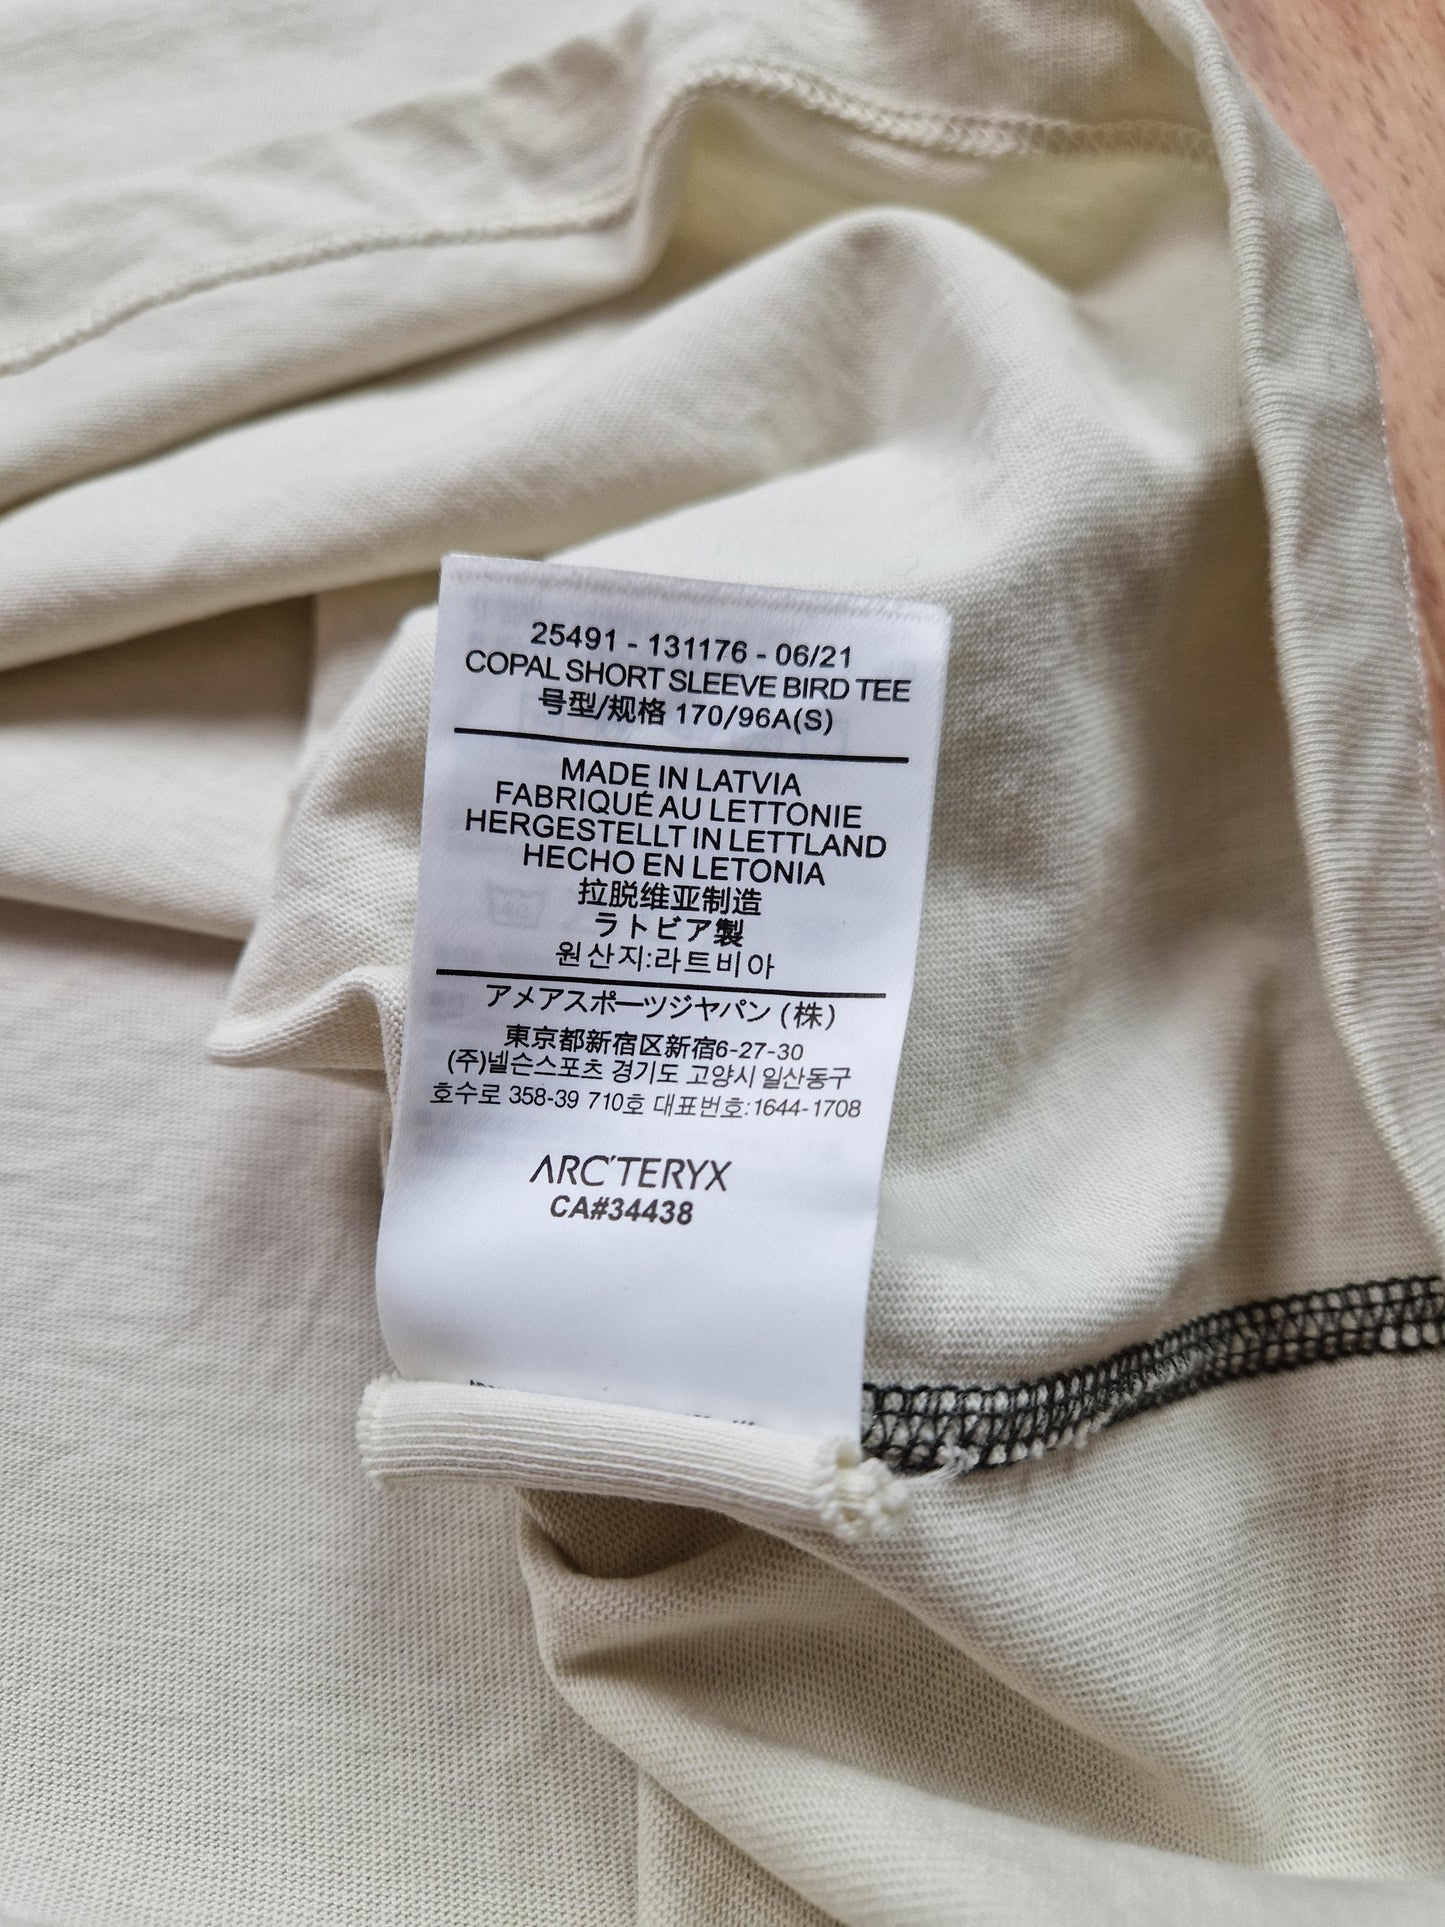 25491 - 131176 - 06/21
COPAL SHORT SLEEVE BIRD TEE
号型/规格 170/96A(S)
MADE IN LATVIA
FABRIQUÉ AU LETTONIE
HERGESTELLT IN LETTLAND
HECHO EN LETONIA
拉脱维亚制造
ラトビア製
원산지:라트비아
アメアスポーツジヤパン (株)
東京都新宿区新宿6-27-30
(주)넬슨스포츠 경기도 고양시 일산동구
호수로 358-39 710호 대표번호:1644-1708
ARC'TERYX
CA#34438